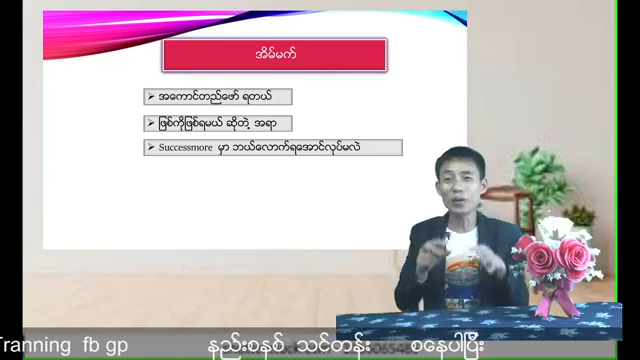 အိမ်မက်
အကောင်တည်ဖော် ရတယ်
ဖြစ်ကိုဖြစ်ရမယ် ဆိုတဲ့ အရာ
Successmore မှာ ဘယ်လောက်ရအောင်လုပ်မလဲ
Tranning fb gp နည်းစနစ် သင်တန်း စနေပါပြီး